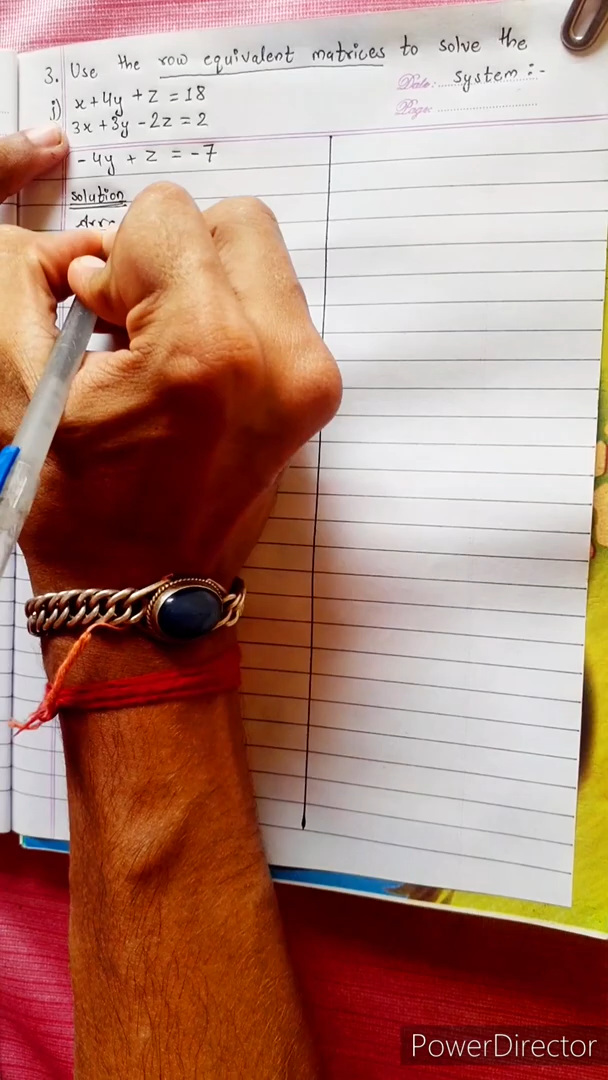 3. Use the row equivalent matrices to solve the
system :-
Date:
Page:
i) x + 4y + z = 18
3x + 3y - 2z = 2
- 4y + z = -7
solution
PowerDirector